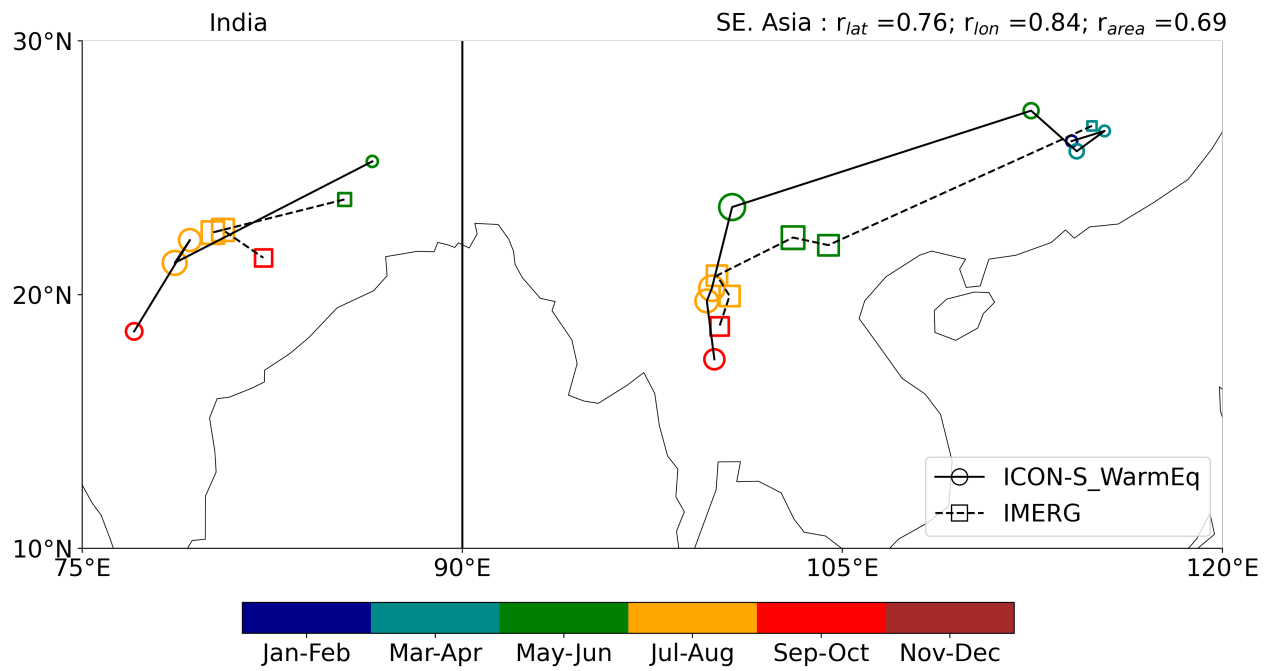 India
SE. Asia : r_lat =0.76; r_lon =0.84; r_area =0.69
30°N
20°N
10°N
75°E
90°E
105°E
120°E
ICON-S_WarmEq
IMERG
Jan-Feb
Mar-Apr
May-Jun
Jul-Aug
Sep-Oct
Nov-Dec